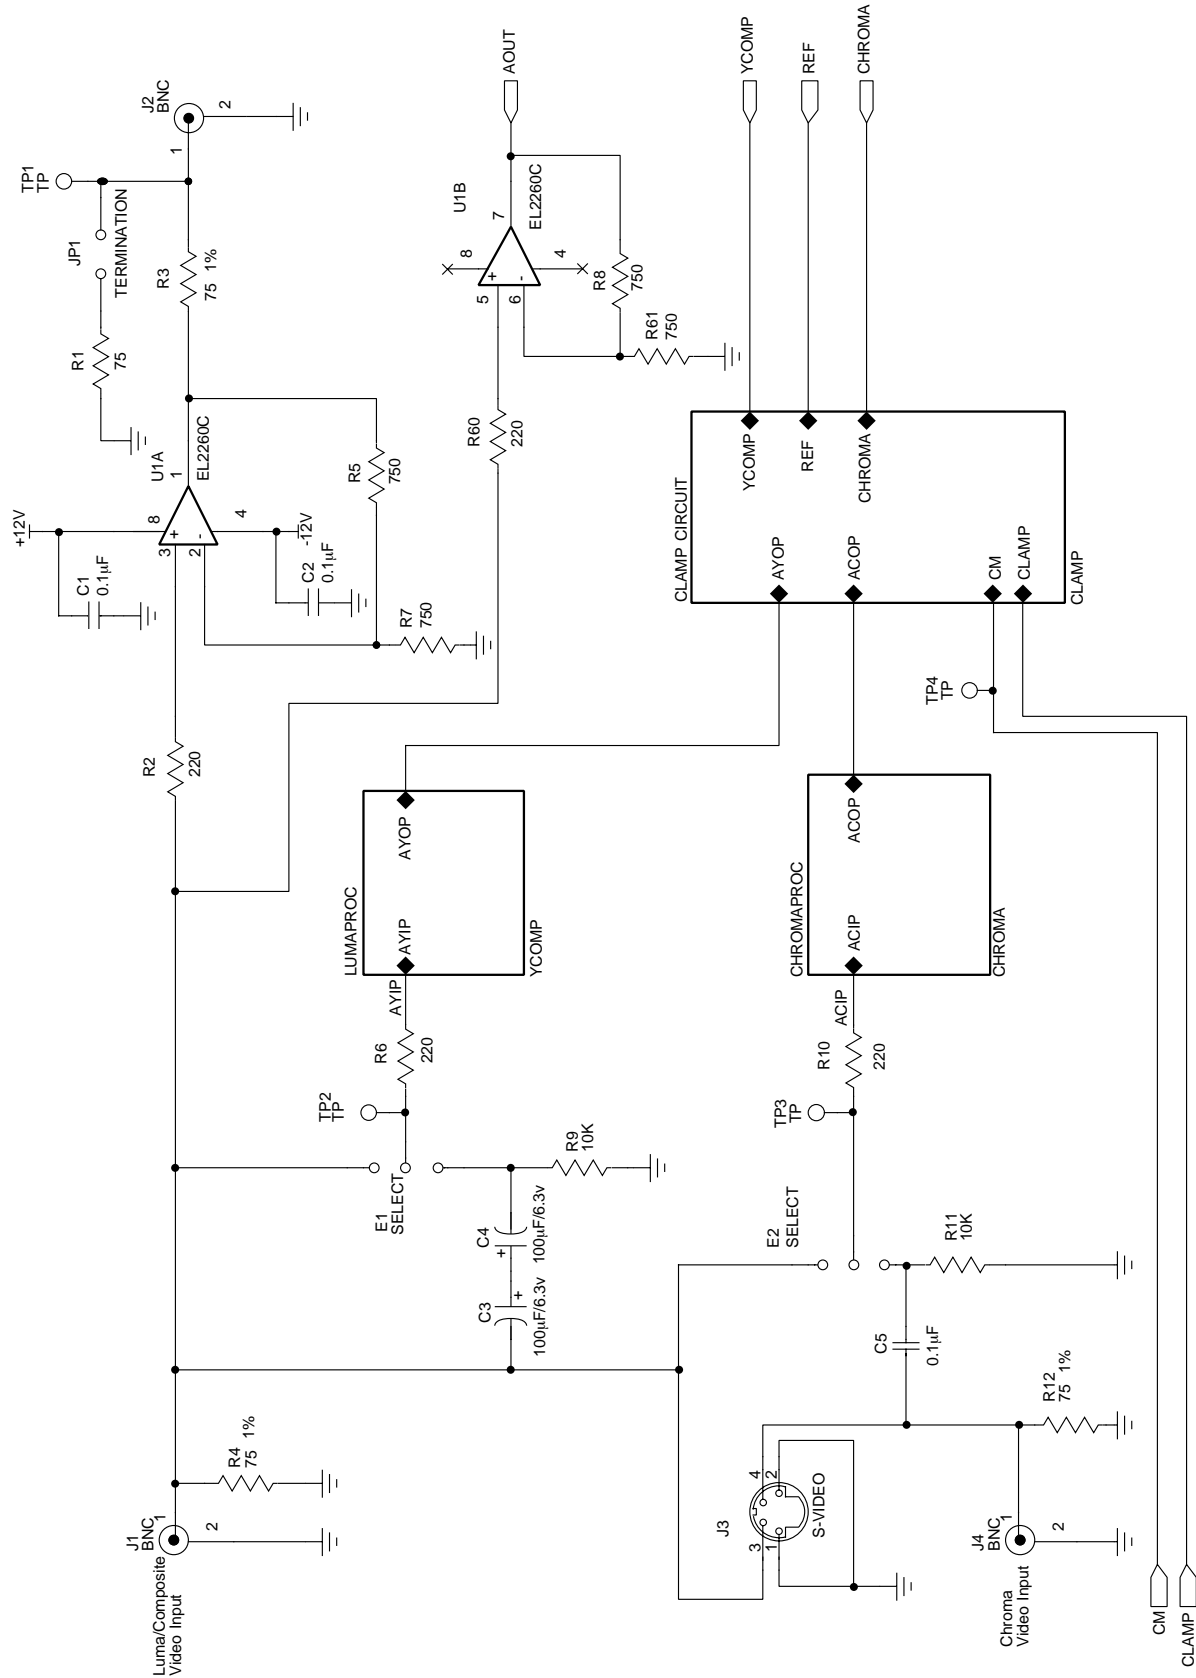 Luma/Composite
Video Input
J1
BNC
1
2
R4
75 1%
R2
220
+12V
C1
0.1µF
8
3
+
2
-
U1A
1
EL2260C
4
-12V
C2
0.1µF
R1
75
JP1
TERMINATION
TP1
TP
R3
75 1%
J2
BNC
1
2
R5
750
R7
750
R60
220
5
+
6
-
8
U1B
7
EL2260C
4
AOUT
R8
750
R61
750
C3
100µF/6.3v
+
C4
100µF/6.3v
+
E1
SELECT
R9
10K
TP2
TP
R6
220
AYIP
LUMAPROC
AYIP
AYOP
YCOMP
J3
3
1
4
2
S-VIDEO
C5
0.1µF
E2
SELECT
R11
10K
TP3
TP
R10
220
ACIP
CHROMAPROC
ACIP
ACOP
CHROMA
CLAMP CIRCUIT
AYOP
ACOP
CM
CLAMP
YCOMP
REF
CHROMA
CLAMP
YCOMP
REF
CHROMA
TP4
TP
Chroma
Video Input
J4
BNC
1
2
R12
75 1%
CM
CLAMP